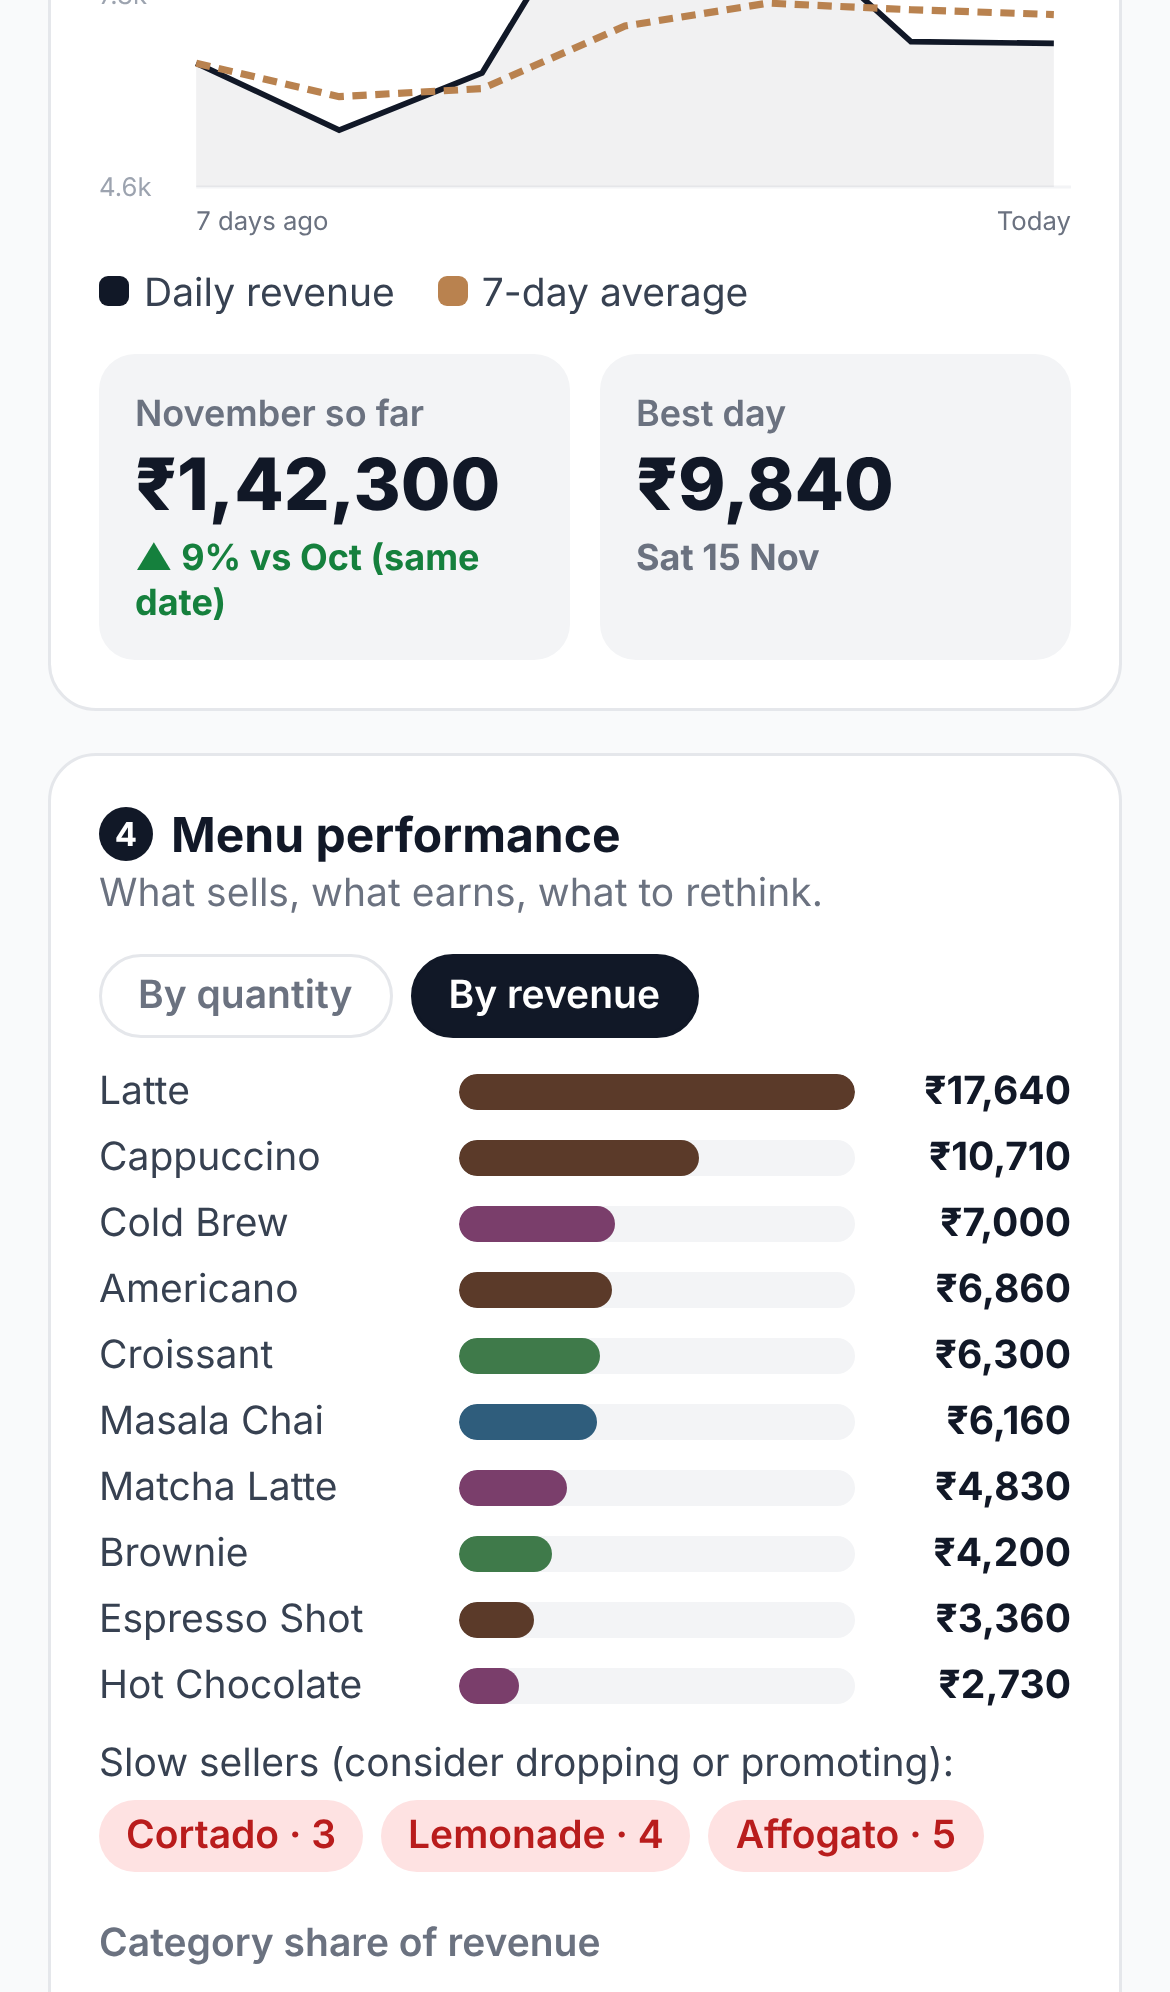 4.6k
7 days ago Today
Daily revenue 7-day average
November so far
₹1,42,300
▲ 9% vs Oct (same
date)
Best day
₹9,840
Sat 15 Nov
4 Menu performance
What sells, what earns, what to rethink.
By quantity By revenue
Latte ₹17,640
Cappuccino ₹10,710
Cold Brew ₹7,000
Americano ₹6,860
Croissant ₹6,300
Masala Chai ₹6,160
Matcha Latte ₹4,830
Brownie ₹4,200
Espresso Shot ₹3,360
Hot Chocolate ₹2,730
Slow sellers (consider dropping or promoting):
Cortado · 3 Lemonade · 4 Affogato · 5
Category share of revenue